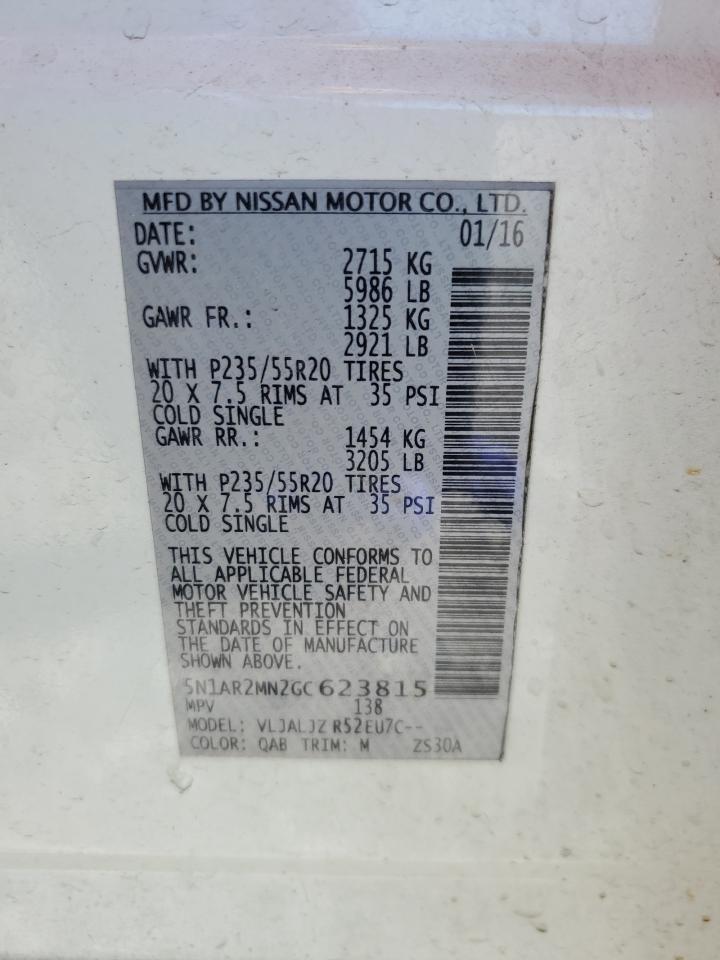 MFD BY NISSAN MOTOR CO., LTD.
DATE: 01/16
GVWR: 2715 KG
5986 LB
GAWR FR.: 1325 KG
2921 LB
WITH P235/55R20 TIRES
20 X 7.5 RIMS AT 35 PSI
COLD SINGLE
GAWR RR.: 1454 KG
3205 LB
WITH P235/55R20 TIRES
20 X 7.5 RIMS AT 35 PSI
COLD SINGLE
THIS VEHICLE CONFORMS TO
ALL APPLICABLE FEDERAL
MOTOR VEHICLE SAFETY AND
THEFT PREVENTION
STANDARDS IN EFFECT ON
THE DATE OF MANUFACTURE
SHOWN ABOVE.
5N1AR2MN2GC623815
MPV 138
MODEL: VLJALJZ R52EU7C--
COLOR: QAB TRIM: M ZS30A